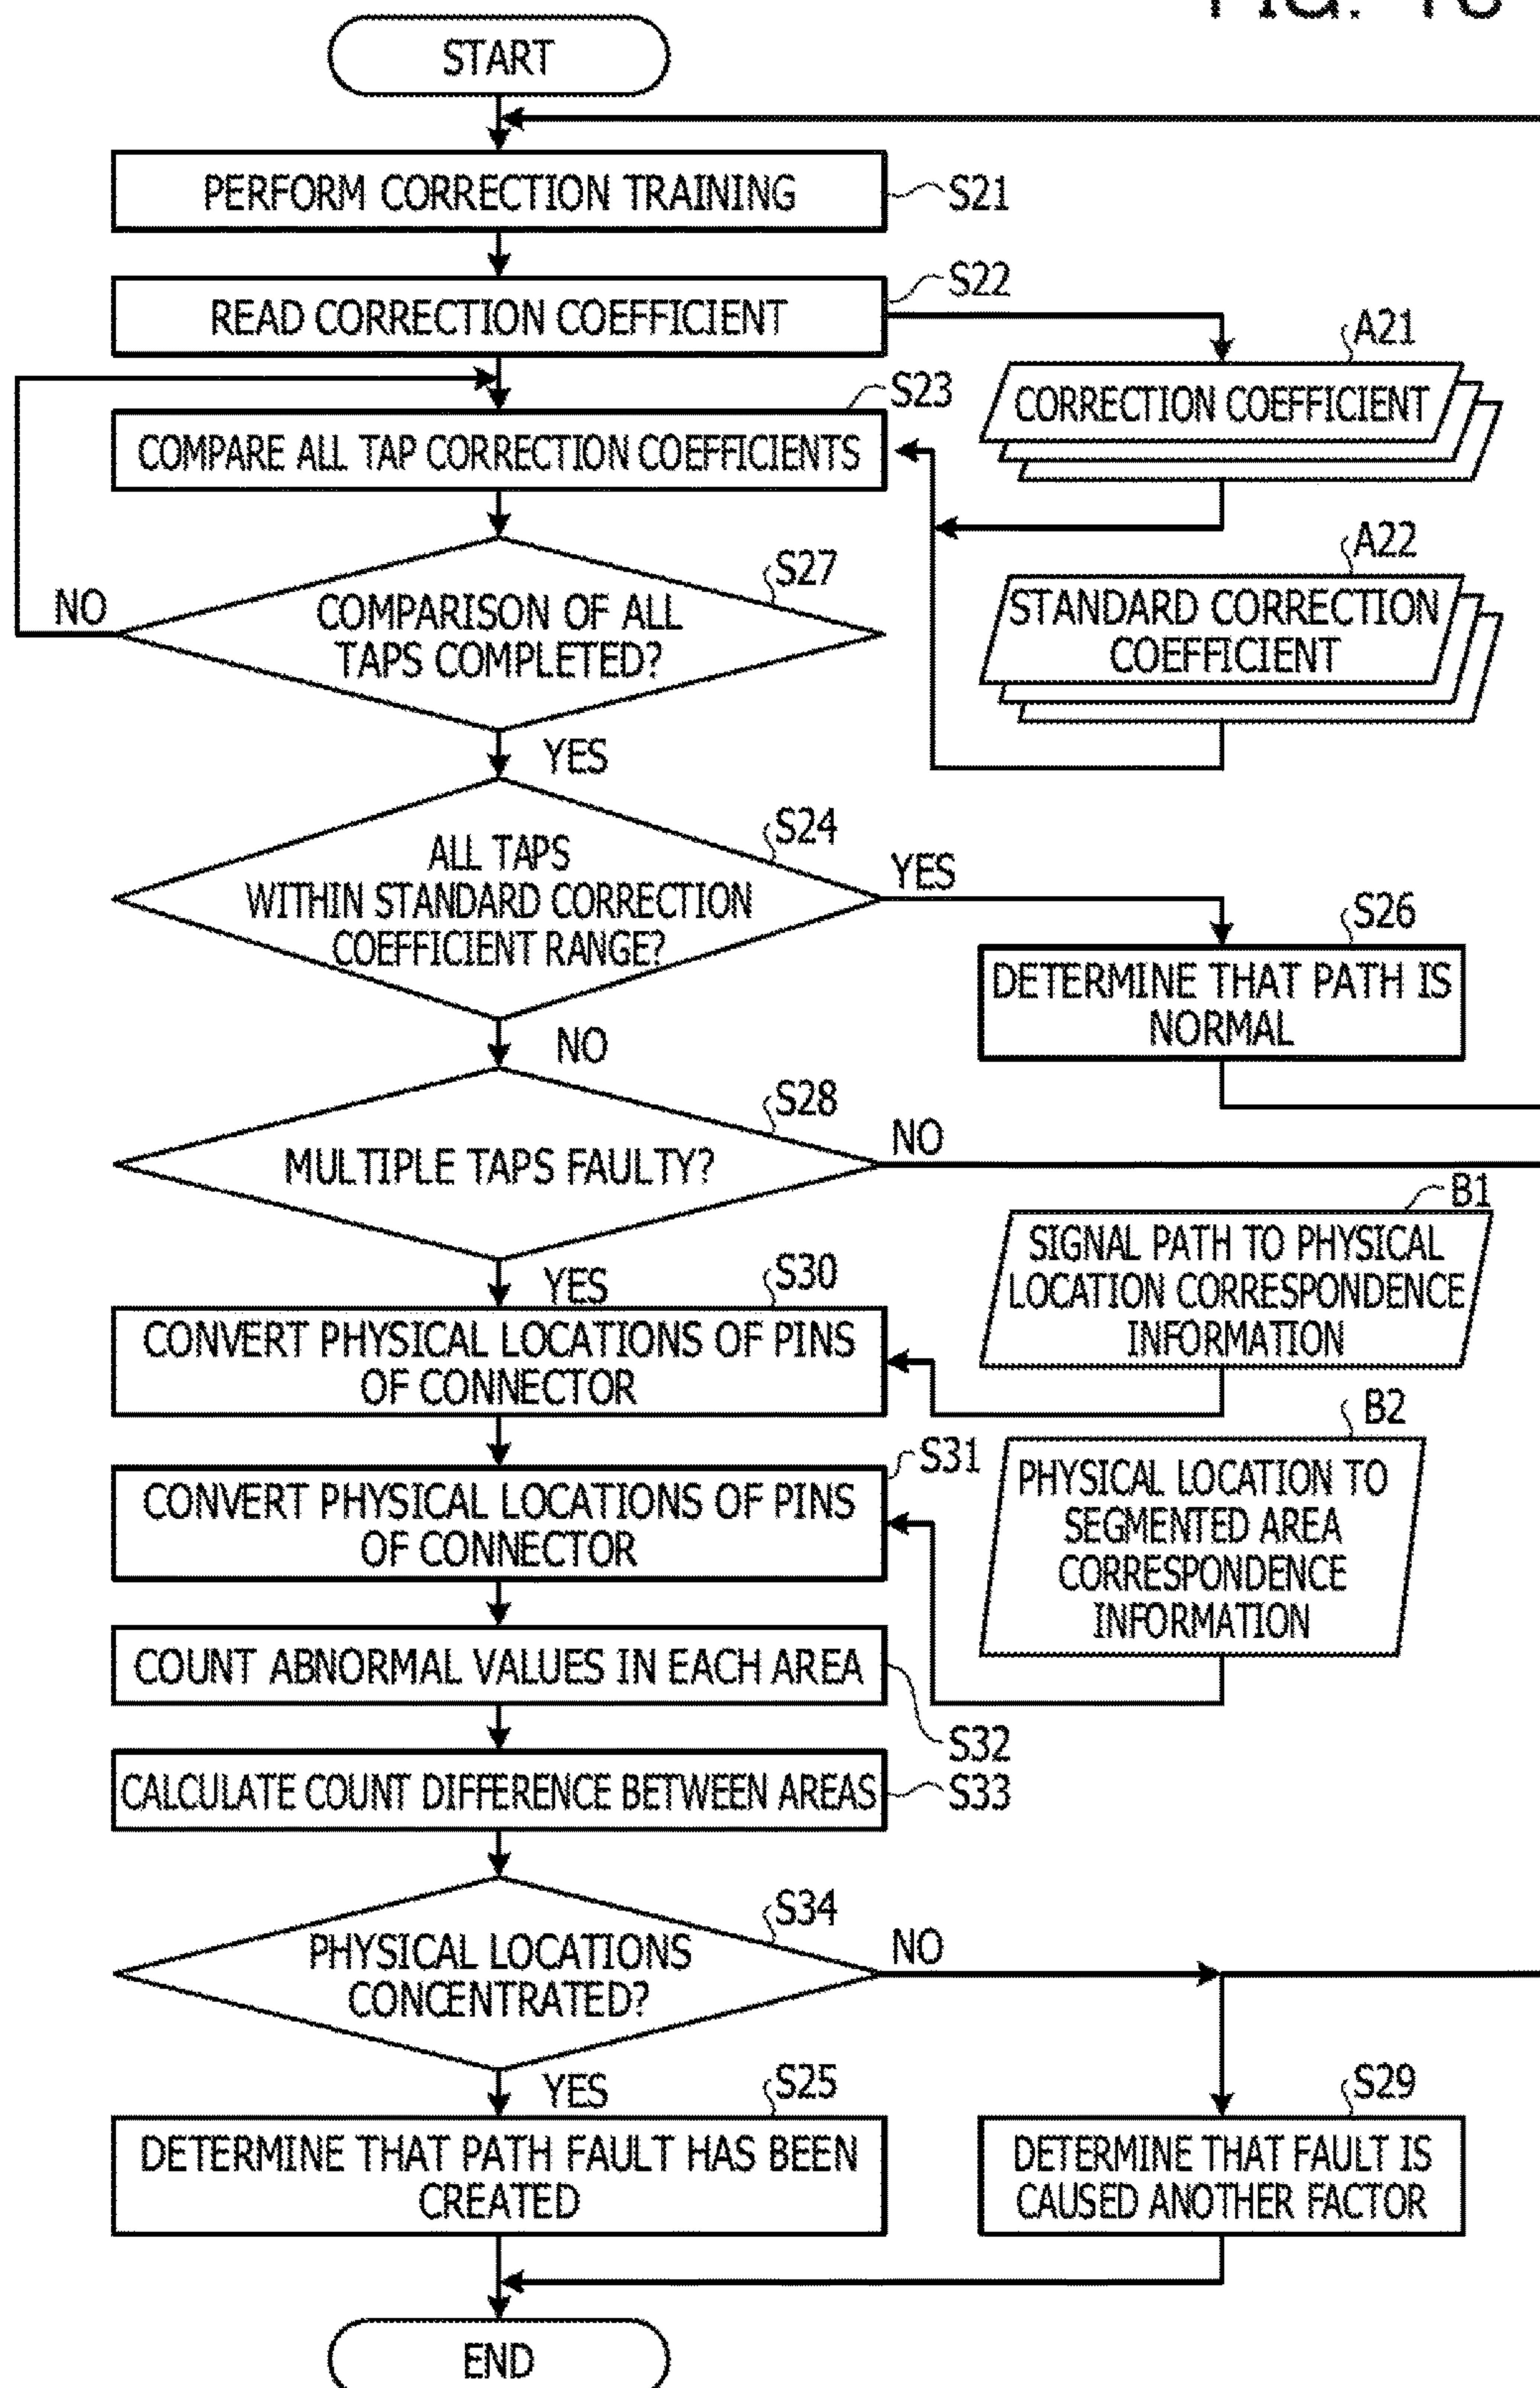 START
PERFORM CORRECTION TRAINING
S21
READ CORRECTION COEFFICIENT
S22
A21
CORRECTION COEFFICIENT
S23
COMPARE ALL TAP CORRECTION COEFFICIENTS
A22
STANDARD CORRECTION
COEFFICIENT
S27
NO
COMPARISON OF ALL
TAPS COMPLETED?
YES
S24
ALL TAPS
WITHIN STANDARD CORRECTION
COEFFICIENT RANGE?
YES
S26
DETERMINE THAT PATH IS
NORMAL
NO
S28
MULTIPLE TAPS FAULTY?
NO
B1
SIGNAL PATH TO PHYSICAL
LOCATION CORRESPONDENCE
INFORMATION
YES
S30
CONVERT PHYSICAL LOCATIONS OF PINS
OF CONNECTOR
B2
PHYSICAL LOCATION TO
SEGMENTED AREA
CORRESPONDENCE
INFORMATION
S31
CONVERT PHYSICAL LOCATIONS OF PINS
OF CONNECTOR
COUNT ABNORMAL VALUES IN EACH AREA
S32
CALCULATE COUNT DIFFERENCE BETWEEN AREAS
S33
S34
PHYSICAL LOCATIONS
CONCENTRATED?
NO
YES
S25
DETERMINE THAT PATH FAULT HAS BEEN
CREATED
S29
DETERMINE THAT FAULT IS
CAUSED ANOTHER FACTOR
END